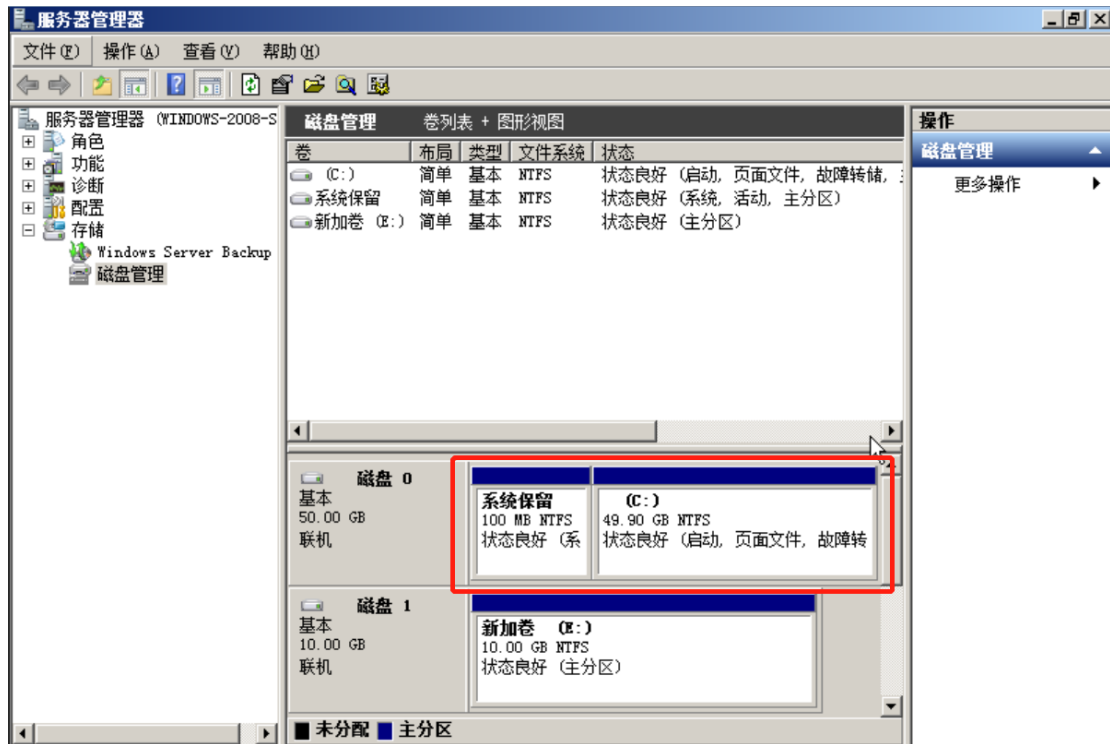 服务器管理器
文件(F) 操作(A) 查看(V) 帮助(H)
服务器管理器 (WINDOWS-2008-S
角色
功能
诊断
配置
存储
Windows Server Backup
磁盘管理
磁盘管理 卷列表 + 图形视图
卷 布局 类型 文件系统 状态
(C:) 简单 基本 NTFS 状态良好 (启动, 页面文件, 故障转储,
系统保留 简单 基本 NTFS 状态良好 (系统, 活动, 主分区)
新加卷 (E:) 简单 基本 NTFS 状态良好 (主分区)
磁盘 0
基本
50.00 GB
联机
系统保留
100 MB NTFS
状态良好 (系
(C:)
49.90 GB NTFS
状态良好 (启动, 页面文件, 故障转
磁盘 1
基本
10.00 GB
联机
新加卷 (E:)
10.00 GB NTFS
状态良好 (主分区)
未分配 主分区
操作
磁盘管理
更多操作